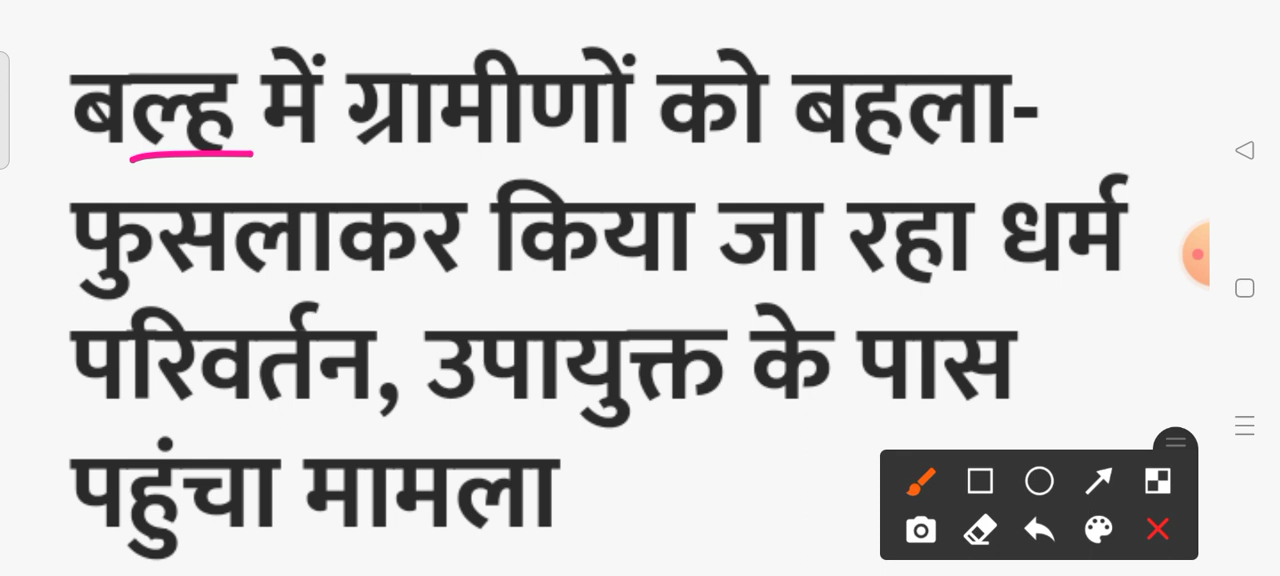 बल्ह में ग्रामीणों को बहला-
फुसलाकर किया जा रहा धर्म
परिवर्तन, उपायुक्त के पास
पहुंचा मामला